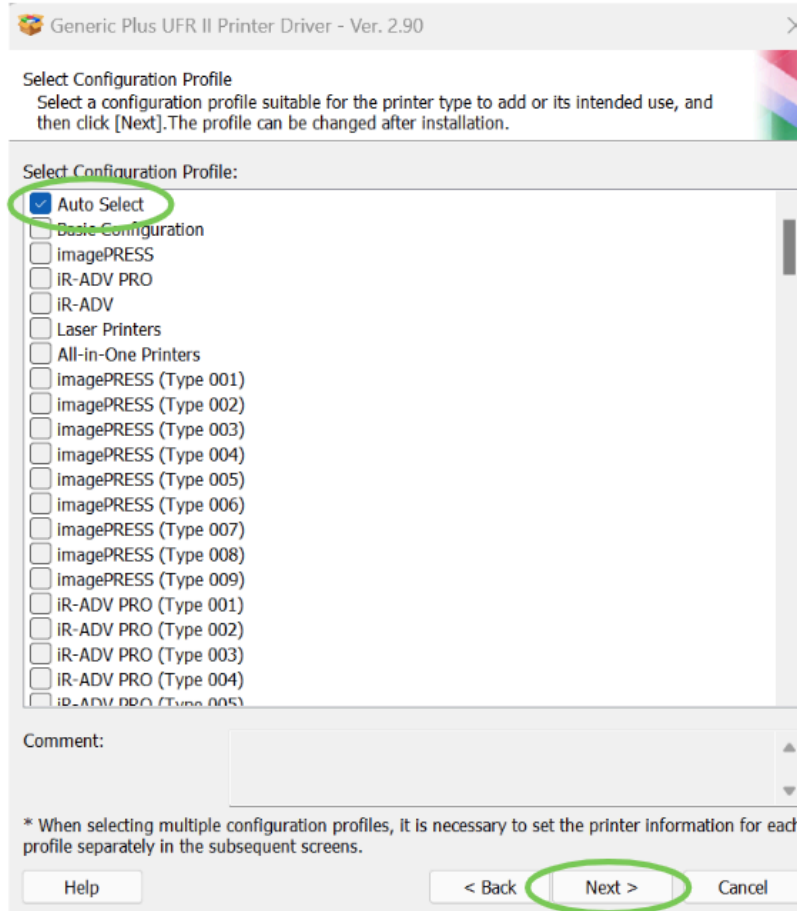 Generic Plus UFR II Printer Driver - Ver. 2.90
Select Configuration Profile
Select a configuration profile suitable for the printer type to add or its intended use, and
then click [Next].The profile can be changed after installation.
Select Configuration Profile:
Auto Select
Basic Configuration
imagePRESS
iR-ADV PRO
iR-ADV
Laser Printers
All-in-One Printers
imagePRESS (Type 001)
imagePRESS (Type 002)
imagePRESS (Type 003)
imagePRESS (Type 004)
imagePRESS (Type 005)
imagePRESS (Type 006)
imagePRESS (Type 007)
imagePRESS (Type 008)
imagePRESS (Type 009)
iR-ADV PRO (Type 001)
iR-ADV PRO (Type 002)
iR-ADV PRO (Type 003)
iR-ADV PRO (Type 004)
iR-ADV PRO (Type 005)
Comment:
* When selecting multiple configuration profiles, it is necessary to set the printer information for each
profile separately in the subsequent screens.
Help < Back Next > Cancel